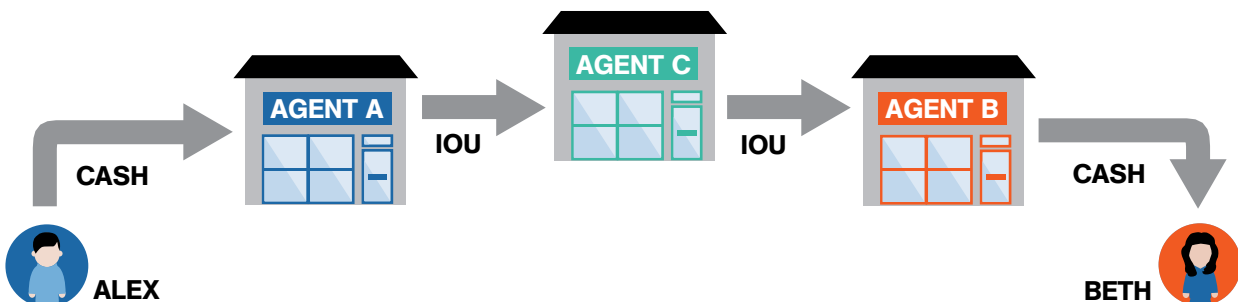 AGENT A
AGENT C
AGENT B
IOU
IOU
CASH
CASH
ALEX
BETH